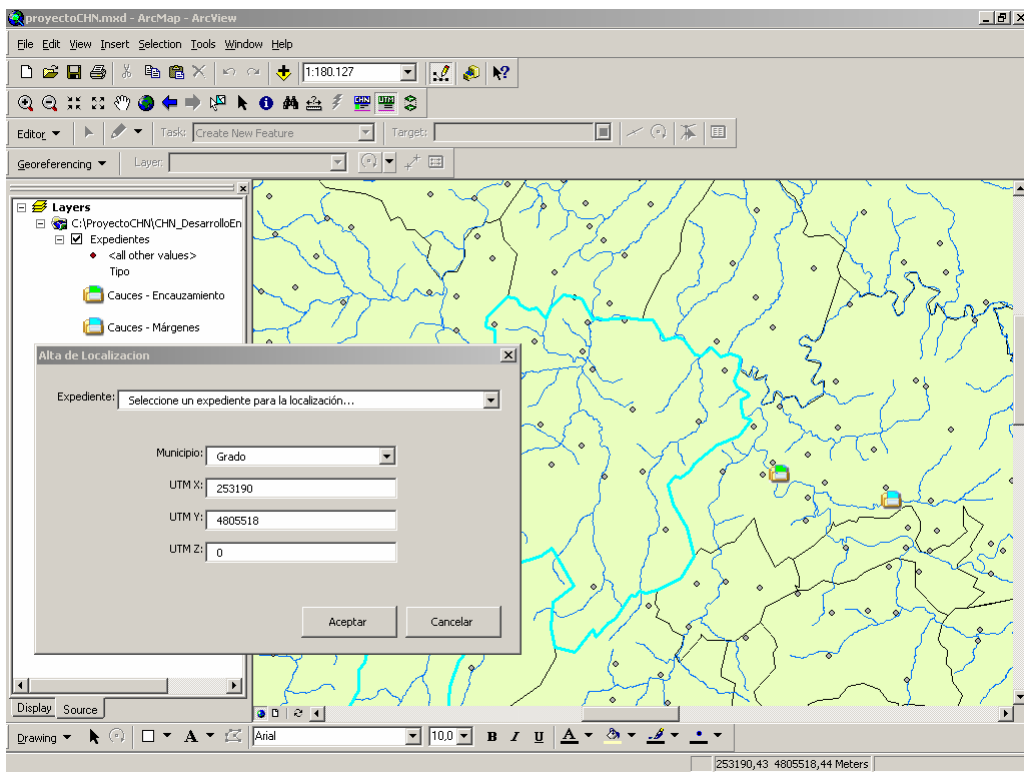 proyectoCHN.mxd - ArcMap - ArcView
File Edit View Insert Selection Tools Window Help
1:180.127
CHN UTM
Editor Task: Create New Feature Target:
Georeferencing Layer:
Layers
C:\ProyectoCHN\CHN_DesarrolloEn
Expedientes
<all other values>
Tipo
Cauces - Encauzamiento
Cauces - Márgenes
Alta de Localizacion
Expediente: Seleccione un expediente para la localización...
Municipio: Grado
UTM X: 253190
UTM Y: 4805518
UTM Z: 0
Aceptar Cancelar
Display Source
Drawing A Arial 10,0 B I U A
253190,43 4805518,44 Meters